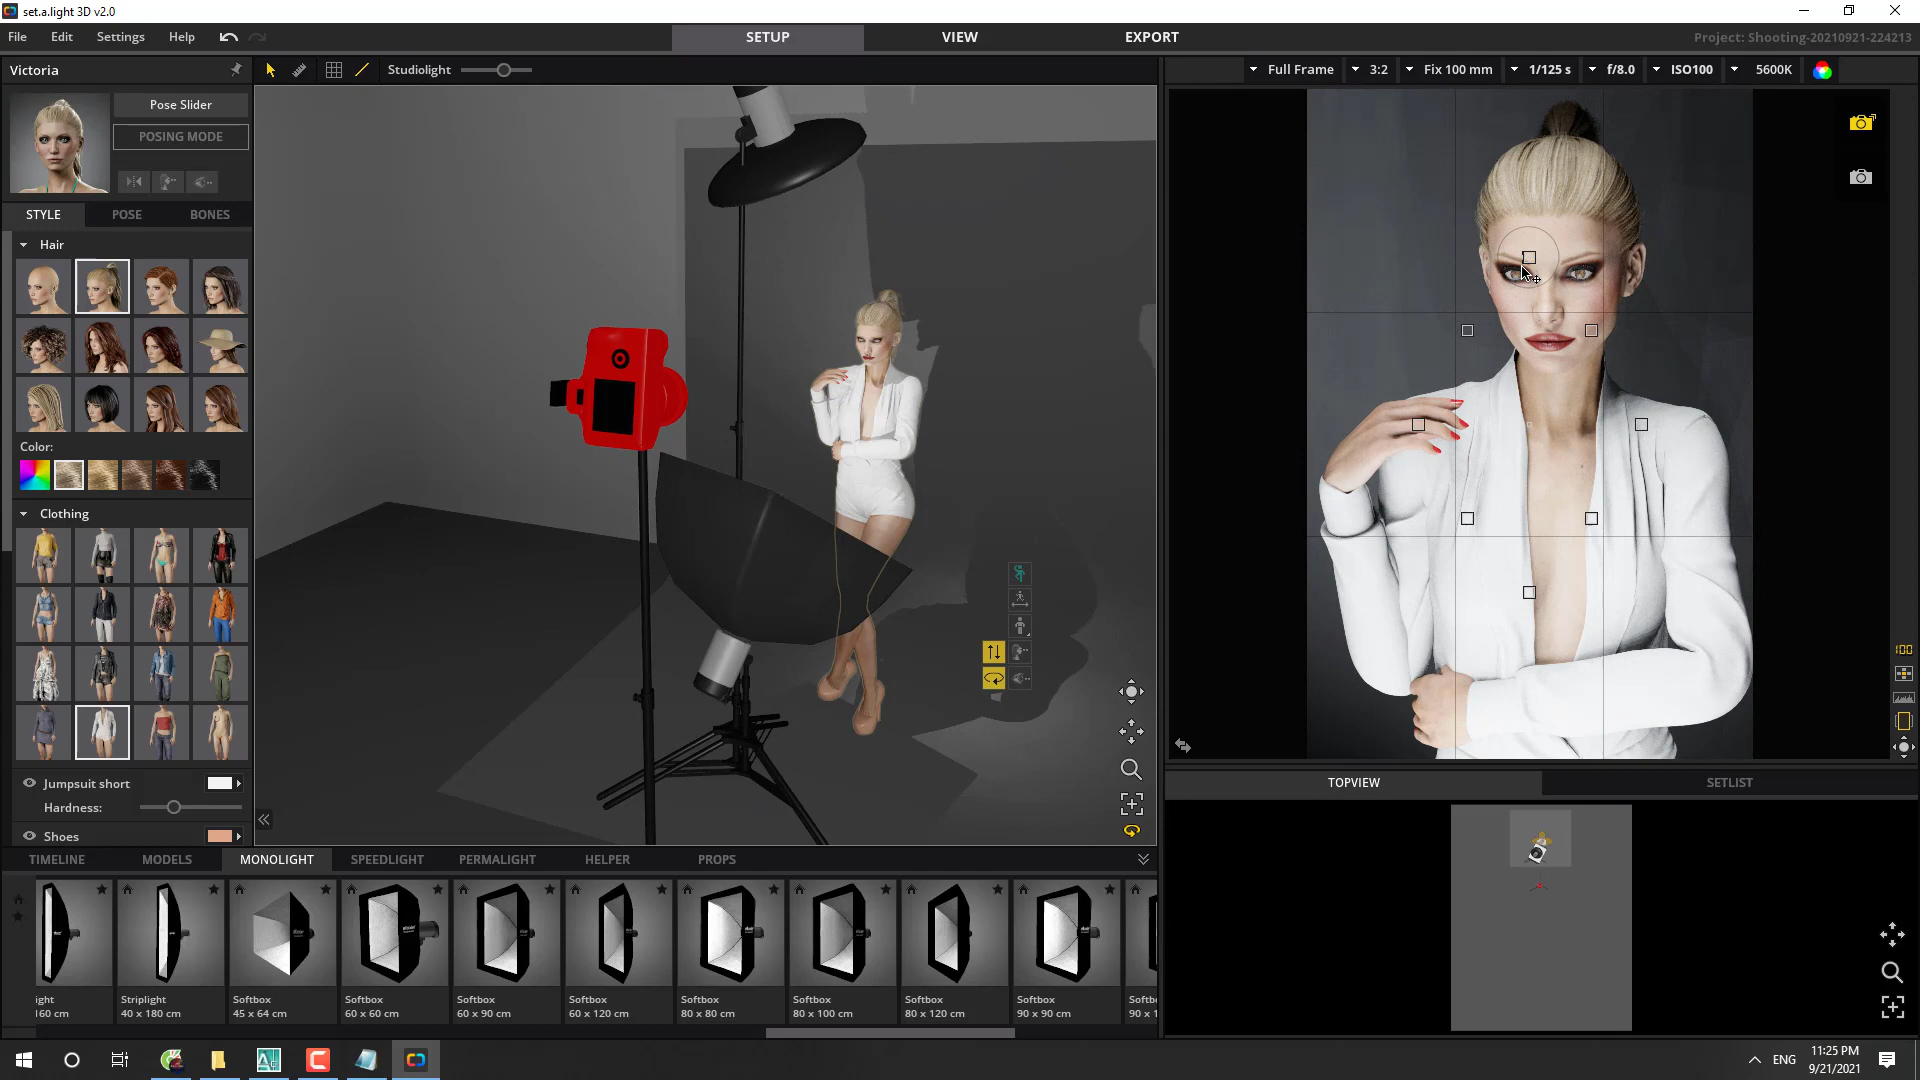 set.a.light 3D v2.0
File Edit Settings Help
SETUP VIEW EXPORT
Project: Shooting-20210921-224213
Victoria
Studiolight
Full Frame 3:2 Fix 100 mm 1/125 s f/8.0 ISO100 5600K
Pose Slider
POSING MODE
STYLE POSE BONES
Hair
Color:
Clothing
Jumpsuit short
Hardness:
Shoes
100
TOPVIEW SETLIST
TIMELINE MODELS MONOLIGHT SPEEDLIGHT PERMALIGHT HELPER PROPS
ight
160 cm
Striplight
40 x 180 cm
Softbox
45 x 64 cm
Softbox
60 x 60 cm
Softbox
60 x 90 cm
Softbox
60 x 120 cm
Softbox
80 x 80 cm
Softbox
80 x 100 cm
Softbox
80 x 120 cm
Softbox
90 x 90 cm
Softb
90 x 1
ENG
11:25 PM
9/21/2021